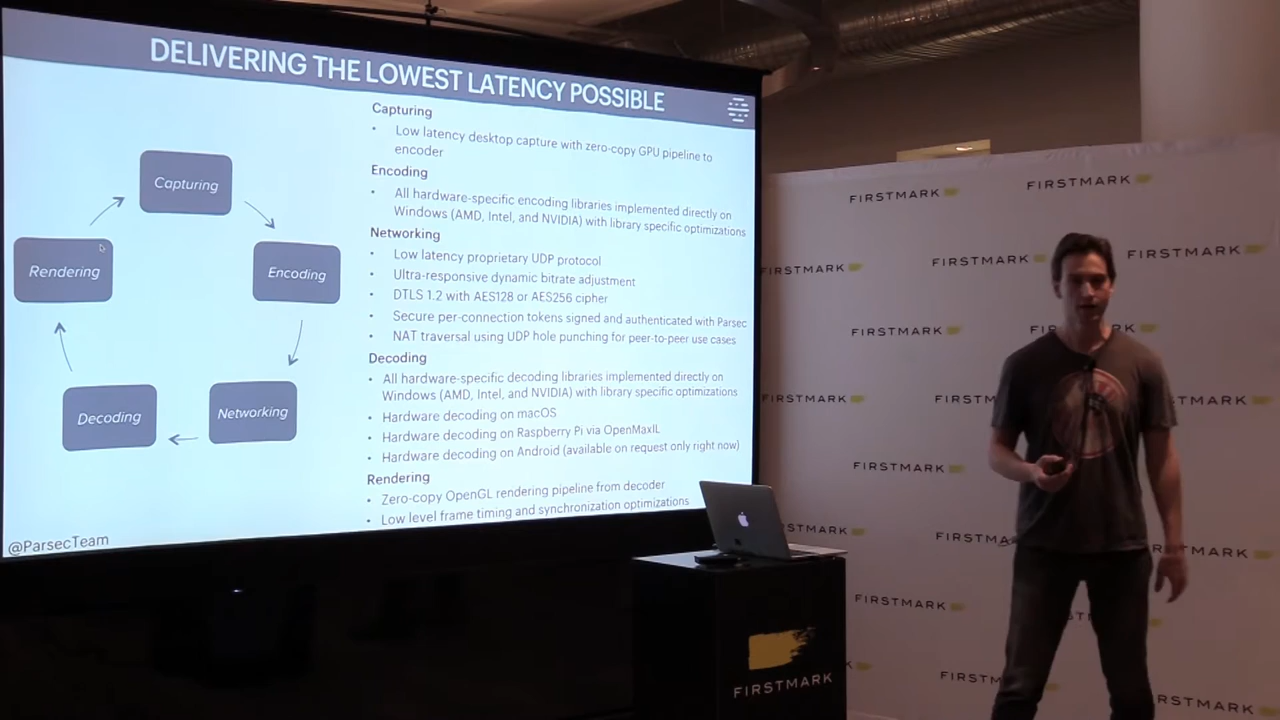 DELIVERING THE LOWEST LATENCY POSSIBLE
Capturing
Encoding
Networking
Decoding
Rendering
Capturing
• Low latency desktop capture with zero-copy GPU pipeline to
encoder
Encoding
• All hardware-specific encoding libraries implemented directly on
Windows (AMD, Intel, and NVIDIA) with library specific optimizations
Networking
• Low latency proprietary UDP protocol
• Ultra-responsive dynamic bitrate adjustment
• DTLS 1.2 with AES128 or AES256 cipher
• Secure per-connection tokens signed and authenticated with Parsec
• NAT traversal using UDP hole punching for peer-to-peer use cases
Decoding
• All hardware-specific decoding libraries implemented directly on
Windows (AMD, Intel, and NVIDIA) with library specific optimizations
• Hardware decoding on macOS
• Hardware decoding on Raspberry Pi via OpenMaxIL
• Hardware decoding on Android (available on request only right now)
Rendering
• Zero-copy OpenGL rendering pipeline from decoder
• Low level frame timing and synchronization optimizations
@ParsecTeam
FIRSTMARK FIRSTMARK
FIRSTMARK FIRSTMARK FIRSTMARK
FIRSTMARK
FIRSTMARK
FIRSTMARK
FIRSTMARK
FIRSTMARK
FIRSTMARK